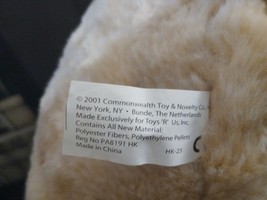 © 2001 Commonwealth Toy & Novelty Co.
New York, NY • Bunde, The Netherlands
Made Exclusively for Toys 'R' Us, Inc.
Contains All New Material:
Polyester Fibers, Polyethylene Pellets
Reg No PA8191 HK
Made in China
HK-25